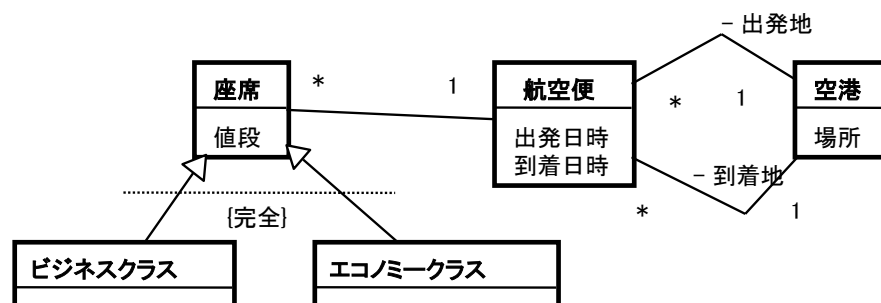 - 出発地
座席
*
1
航空便
*
1
空港
値段
出発日時
到着日時
場所
- 到着地
*
1
{完全}
ビジネスクラス
エコノミークラス